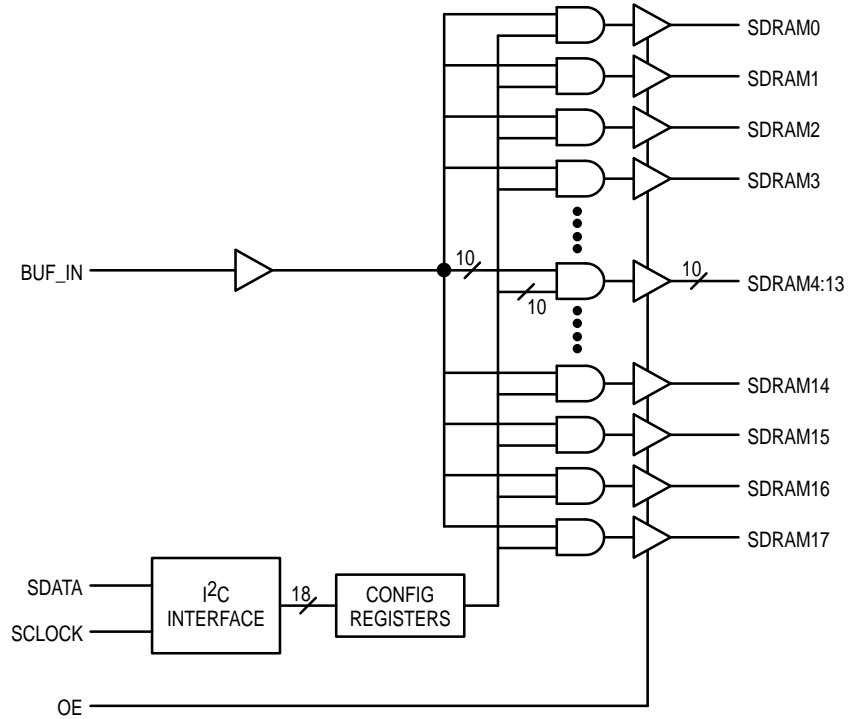 SDRAM0
SDRAM1
SDRAM2
SDRAM3
BUF_IN
10
10
10
SDRAM4:13
SDRAM14
SDRAM15
SDRAM16
SDRAM17
SDATA
SCLOCK
I2C
INTERFACE
18
CONFIG
REGISTERS
OE